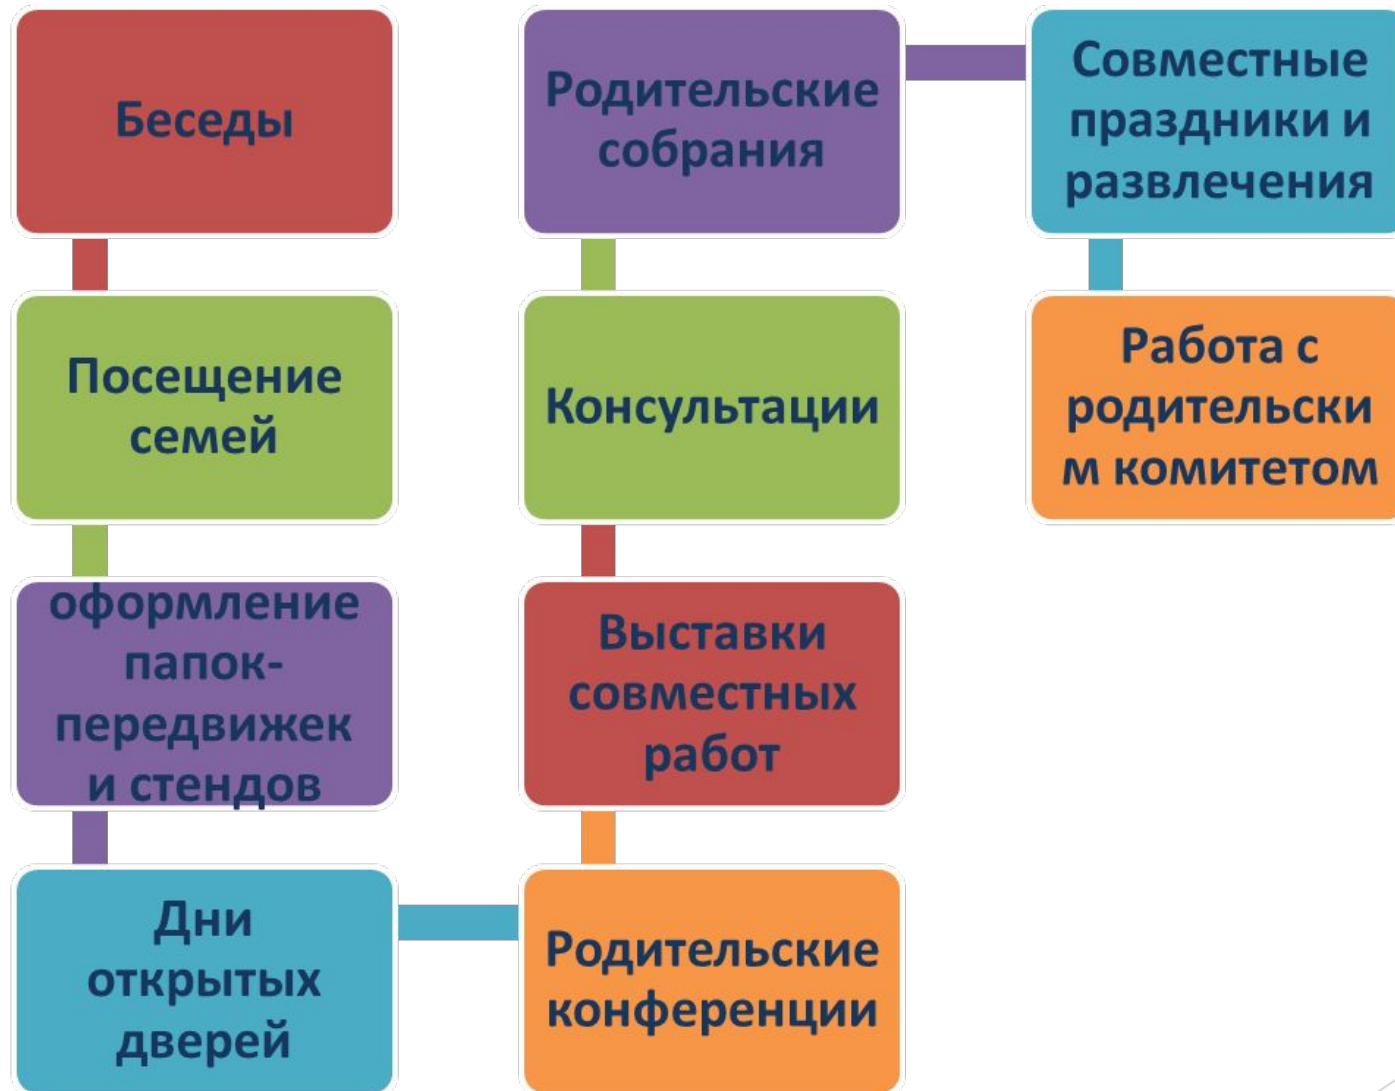 Беседы
Посещение
семей
оформление
папок-
передвижек
и стендов
Дни
открытых
дверей
Родительские
конференции
Выставки
совместных
работ
Консультации
Родительские
собрания
Совместные
праздники и
развлечения
Работа с
родительски
м комитетом